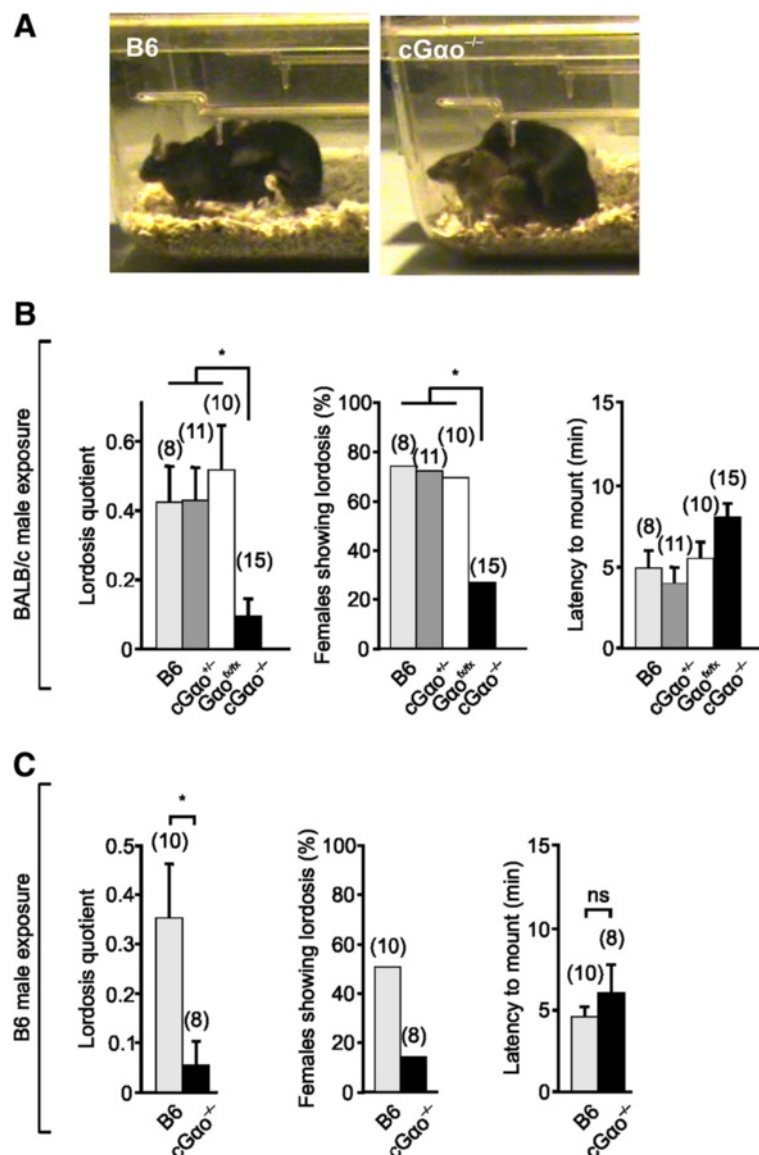 A
B6
cGαo⁻/⁻
B
BALB/c male exposure
Lordosis quotient
0.6
0.4
0.2
0
(8)
(11)
(10)
(15)
*
B6
cGαo⁺/⁻
Gαoᶠˣ/ᶠˣ
cGαo⁻/⁻
Females showing lordosis (%)
100
80
60
40
20
0
(8)
(11)
(10)
(15)
*
B6
cGαo⁺/⁻
Gαoᶠˣ/ᶠˣ
cGαo⁻/⁻
Latency to mount (min)
15
10
5
0
(8)
(11)
(10)
(15)
B6
cGαo⁺/⁻
Gαoᶠˣ/ᶠˣ
cGαo⁻/⁻
C
B6 male exposure
Lordosis quotient
0.5
0.4
0.3
0.2
0.1
0
(10)
(8)
*
B6
cGαo⁻/⁻
Females showing lordosis (%)
100
80
60
40
20
0
(10)
(8)
B6
cGαo⁻/⁻
Latency to mount (min)
15
10
5
0
ns
(10)
(8)
B6
cGαo⁻/⁻